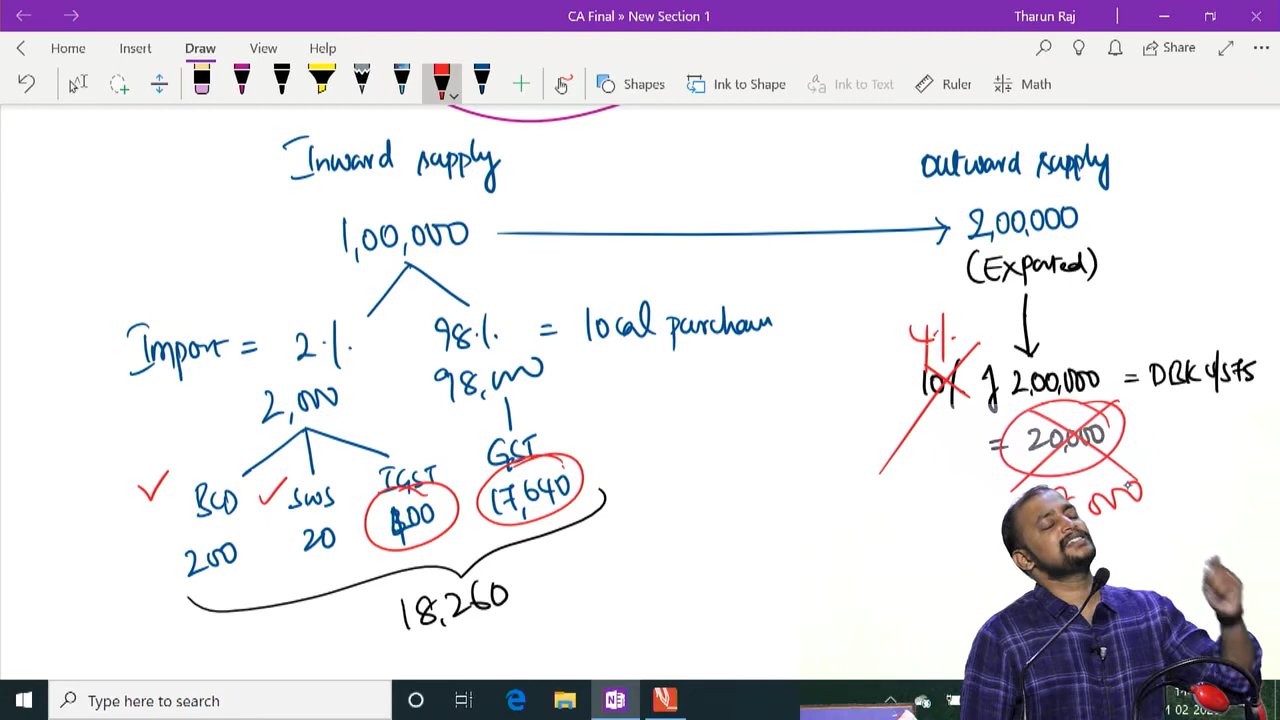 CA Final » New Section 1
Tharun Raj
Home Insert Draw View Help
Share
Shapes
Ink to Shape
Ink to Text
Ruler
Math
Inward supply
outward supply
1,00,000
2,00,000
(Exported)
Import = 2%
98%
= local purchase
2,000
98,000
4%
10%
2,00,000 = DBK u/s 75
= 20,000
BCD
SWS
IGST
GST
200
20
400
17,640
18,260
Type here to search